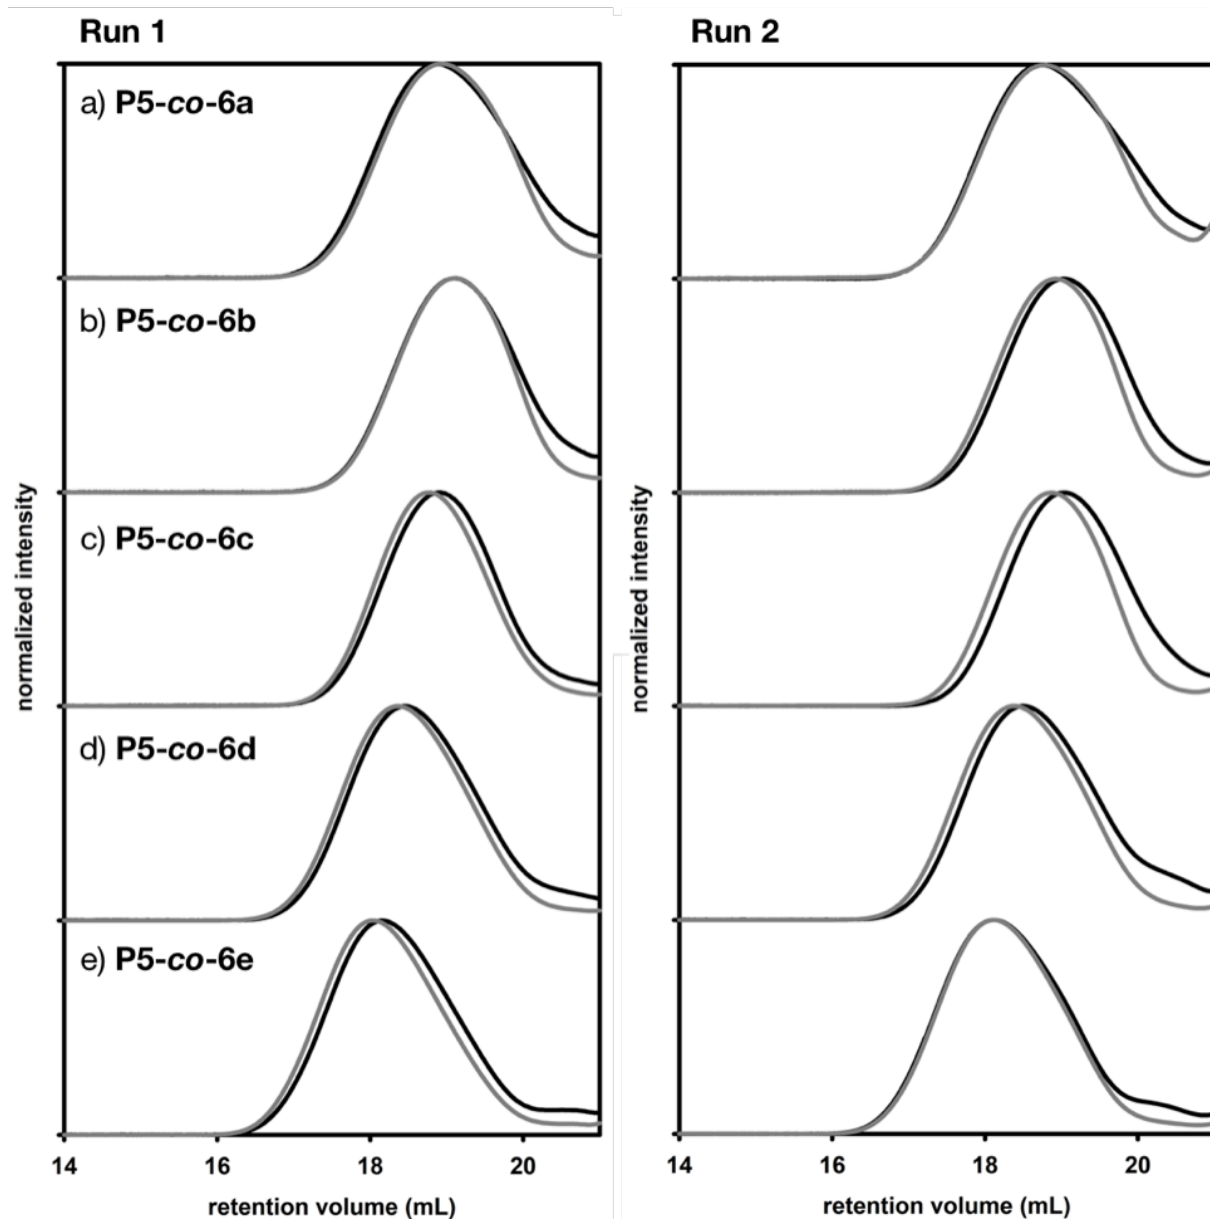 Run 1
a) P5-co-6a
b) P5-co-6b
c) P5-co-6c
d) P5-co-6d
e) P5-co-6e
normalized intensity
14 16 18 20
retention volume (mL)
Run 2
normalized intensity
14 16 18 20
retention volume (mL)